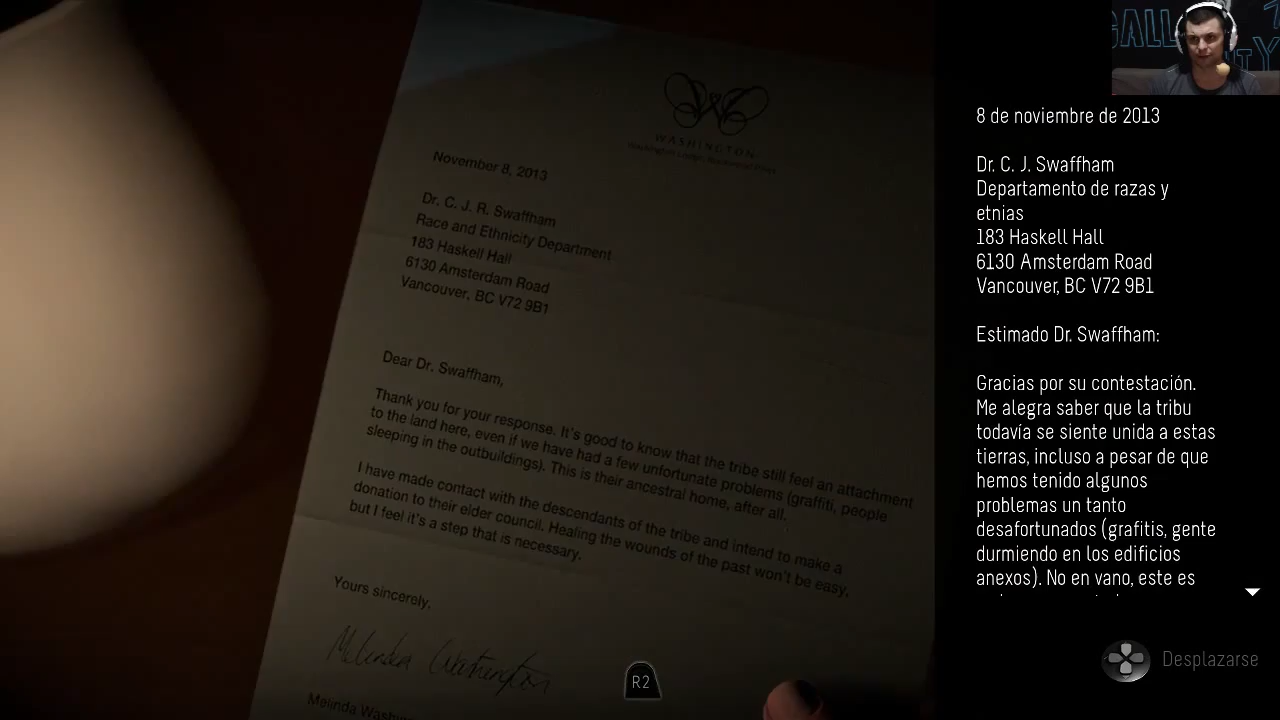 WASHINGTON
November 8, 2013
Dr. C. J. R. Swaffham
Race and Ethnicity Department
183 Haskell Hall
6130 Amsterdam Road
Vancouver, BC V72 9B1
Dear Dr. Swaffham,
Thank you for your response. It's good to know that the tribe still feel an attachment
to the land here, even if we have had a few unfortunate problems (graffiti, people
sleeping in the outbuildings). This is their ancestral home, after all.
I have made contact with the descendants of the tribe and intend to make a
donation to their elder council. Healing the wounds of the past won't be easy,
but I feel it's a step that is necessary.
Yours sincerely,
Melinda Washington
Melinda
R2
8 de noviembre de 2013
Dr. C. J. Swaffham
Departamento de razas y
etnias
183 Haskell Hall
6130 Amsterdam Road
Vancouver, BC V72 9B1
Estimado Dr. Swaffham:
Gracias por su contestación.
Me alegra saber que la tribu
todavía se siente unida a estas
tierras, incluso a pesar de que
hemos tenido algunos
problemas un tanto
desafortunados (grafitis, gente
durmiendo en los edificios
anexos). No en vano, este es
Desplazarse